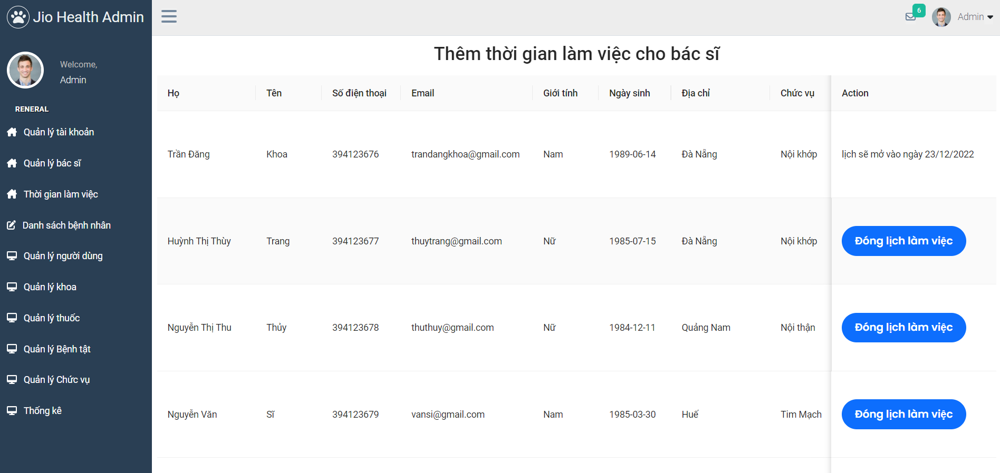 Jio Health Admin
6
Admin
Welcome,
Admin
RENERAL
Quản lý tài khoản
Quản lý bác sĩ
Thời gian làm việc
Danh sách bệnh nhân
Quản lý người dùng
Quản lý khoa
Quản lý thuốc
Quản lý Bệnh tật
Quản lý Chức vụ
Thống kê
Thêm thời gian làm việc cho bác sĩ
Họ Tên Số điện thoại Email Giới tính Ngày sinh Địa chỉ Chức vụ Action
Trần Đăng Khoa 394123676 trandangkhoa@gmail.com Nam 1989-06-14 Đà Nẵng Nội khớp lịch sẽ mở vào ngày 23/12/2022
Huỳnh Thị Thùy Trang 394123677 thuytrang@gmail.com Nữ 1985-07-15 Đà Nẵng Nội khớp Đóng lịch làm việc
Nguyễn Thị Thu Thủy 394123678 thuthuy@gmail.com Nữ 1984-12-11 Quảng Nam Nội thận Đóng lịch làm việc
Nguyễn Văn Sĩ 394123679 vansi@gmail.com Nam 1985-03-30 Huế Tim Mạch Đóng lịch làm việc